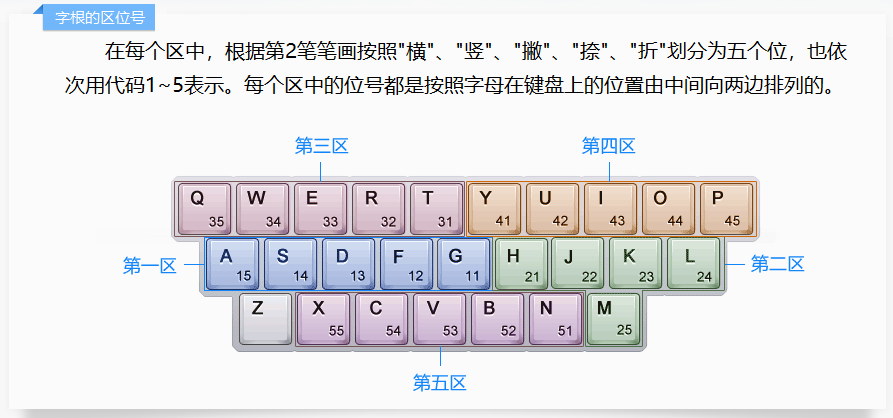 字根的区位号
在每个区中，根据第2笔笔画按照"橫"、"竖"、"撇"、"捺"、"折"划分为五个位，也依
次用代码1~5表示。每个区中的位号都是按照字母在键盘上的位置由中间向两边排列的。
第三区 第四区
Q W E R T Y U I O P
35 34 33 32 31 41 42 43 44 45
第一区 A S D F G H J K L 第二区
15 14 13 12 11 21 22 23 24
Z X C V B N M
55 54 53 52 51 25
第五区